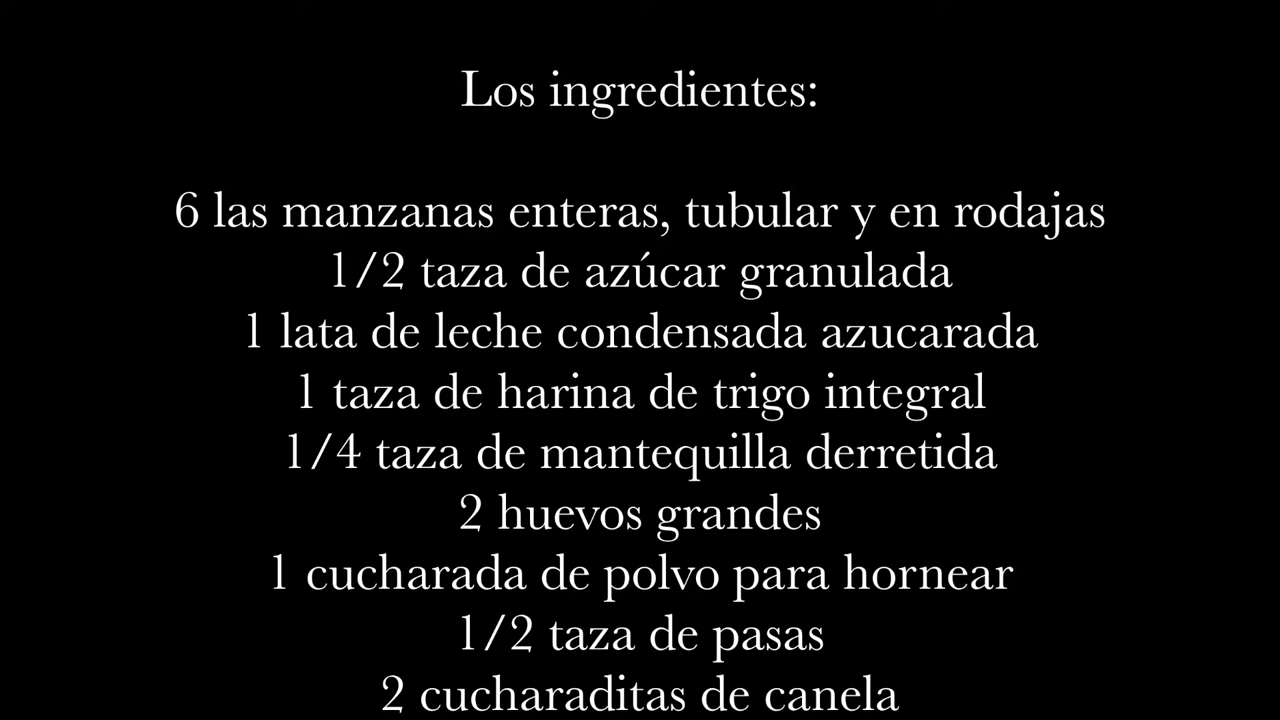 Los ingredientes:
6 las manzanas enteras, tubular y en rodajas
1/2 taza de azúcar granulada
1 lata de leche condensada azucarada
1 taza de harina de trigo integral
1/4 taza de mantequilla derretida
2 huevos grandes
1 cucharada de polvo para hornear
1/2 taza de pasas
2 cucharaditas de canela